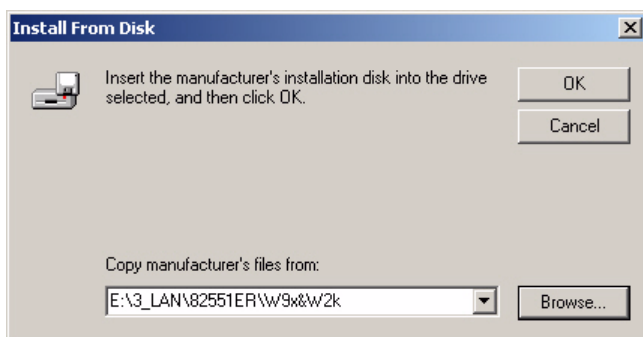 Install From Disk
Insert the manufacturer's installation disk into the drive
selected, and then click OK.
OK
Cancel
Copy manufacturer's files from:
E:\3_LAN\82551ER\W9x&W2k
Browse...